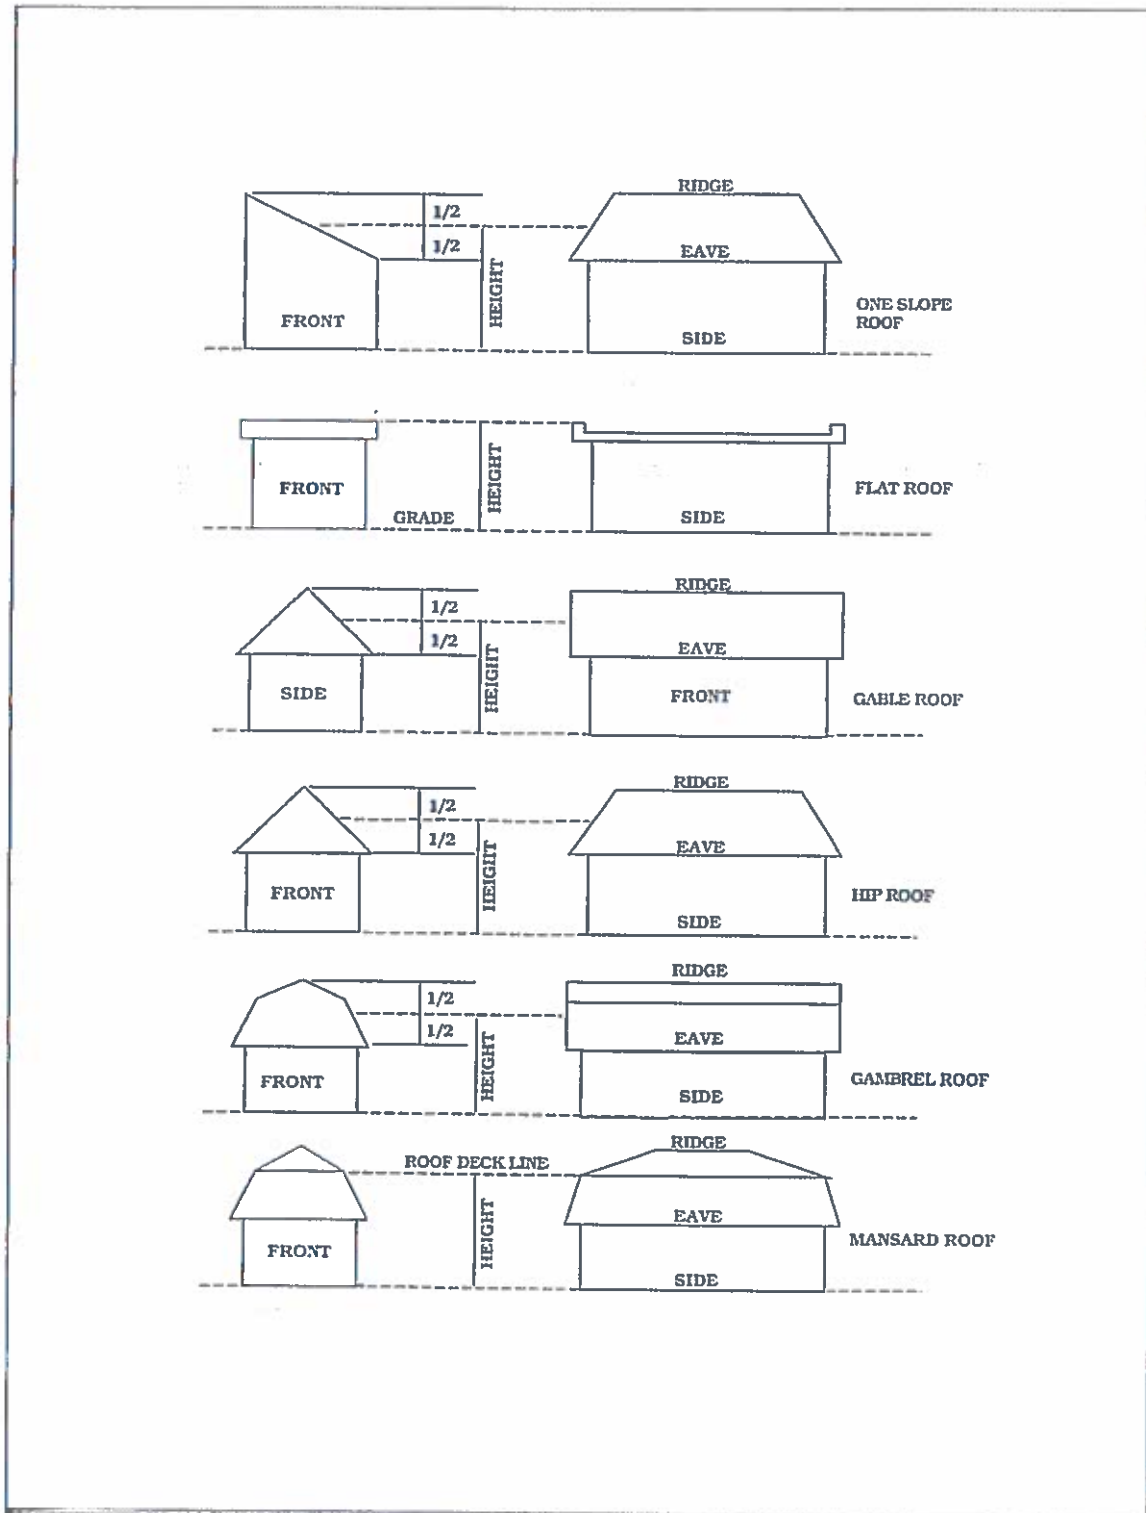 RIDGE
1/2
1/2
EAVE
HEIGHT
FRONT
SIDE
ONE SLOPE
ROOF
FRONT
HEIGHT
GRADE
SIDE
FLAT ROOF
RIDGE
1/2
1/2
EAVE
HEIGHT
SIDE
FRONT
GABLE ROOF
RIDGE
1/2
1/2
EAVE
HEIGHT
FRONT
SIDE
HIP ROOF
RIDGE
1/2
1/2
EAVE
HEIGHT
FRONT
SIDE
GAMBREL ROOF
RIDGE
ROOF DECK LINE
EAVE
HEIGHT
FRONT
SIDE
MANSARD ROOF